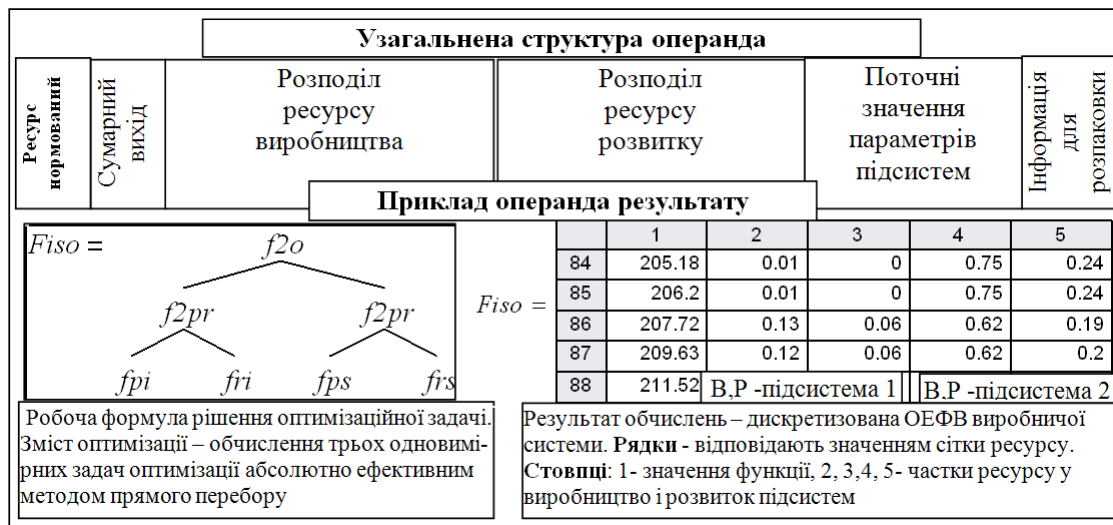 Узагальнена структура операнда
Ресурс
нормований
Сумарний
вихід
Розподіл
ресурсу
виробництва
Розподіл
ресурсу
розвитку
Поточні
значення
параметрів
підсистем
Інформація
для
розпаковки
Приклад операнда результату
Fiso =
f2o
f2pr f2pr
fpi fri fps frs
Fiso =
1 2 3 4 5
84 205.18 0.01 0 0.75 0.24
85 206.2 0.01 0 0.75 0.24
86 207.72 0.13 0.06 0.62 0.19
87 209.63 0.12 0.06 0.62 0.2
88 211.52 В,Р -підсистема 1 В,Р -підсистема 2
Робоча формула рішення оптимізаційної задачі.
Зміст оптимізації – обчислення трьох одновимі-
рних задач оптимізації абсолютно ефективним
методом прямого перебору
Результат обчислень – дискретизована ОЕФВ виробничої
системи. Рядки - відповідають значенням сітки ресурсу.
Стовпці: 1- значення функції, 2, 3,4, 5- частки ресурсу у
виробництво і розвиток підсистем